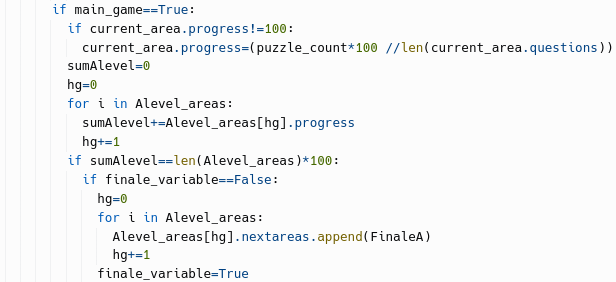 if main_game==True:
if current_area.progress!=100:
current_area.progress=(puzzle_count*100 //len(current_area.questions))
sumAlevel=0
hg=0
for i in Alevel_areas:
sumAlevel+=Alevel_areas[hg].progress
hg+=1
if sumAlevel==len(Alevel_areas)*100:
if finale_variable==False:
hg=0
for i in Alevel_areas:
Alevel_areas[hg].nextareas.append(FinaleA)
hg+=1
finale_variable=True